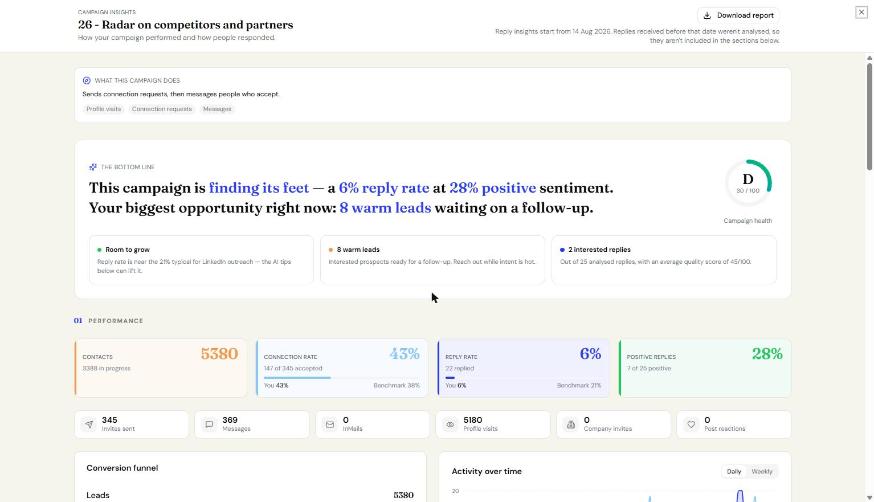 CAMPAIGN INSIGHTS
26 - Radar on competitors and partners
How your campaign performed and how people responded.
Download report
Reply insights start from 14 Aug 2026. Replies received before that date weren't analysed, so
they aren't included in the sections below.
WHAT THIS CAMPAIGN DOES
Sends connection requests, then messages people who accept.
Profile visits
Connection requests
Messages
THE BOTTOM LINE
This campaign is finding its feet — a 6% reply rate at 28% positive sentiment.
Your biggest opportunity right now: 8 warm leads waiting on a follow-up.
D
30 / 100
Campaign health
Room to grow
Reply rate is near the 21% typical for LinkedIn outreach — the AI tips
below can lift it.
8 warm leads
Interested prospects ready for a follow-up. Reach out while intent is hot.
2 interested replies
Out of 25 analysed replies, with an average quality score of 45/100.
01 PERFORMANCE
CONTACTS
5380
3388 in progress
CONNECTION RATE
43%
147 of 345 accepted
You 43%
Benchmark 38%
REPLY RATE
6%
22 replied
You 6%
Benchmark 21%
POSITIVE REPLIES
28%
7 of 25 positive
345
Invites sent
369
Messages
0
InMails
5180
Profile visits
0
Company invites
0
Post reactions
Conversion funnel
Leads
5380
Activity over time
Daily
Weekly
20